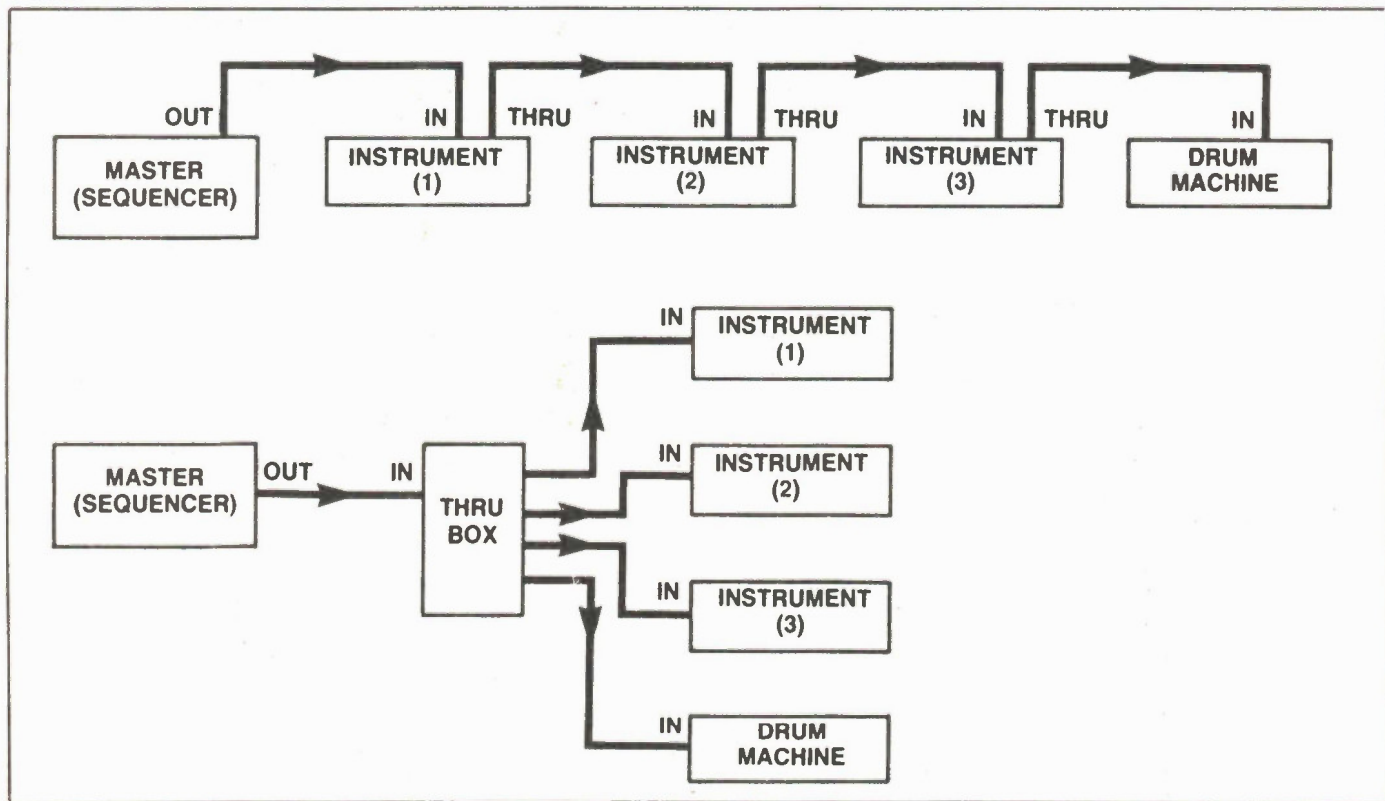 OUT
IN
THRU
IN
THRU
IN
THRU
IN
MASTER
(SEQUENCER)
INSTRUMENT
(1)
INSTRUMENT
(2)
INSTRUMENT
(3)
DRUM
MACHINE
IN
INSTRUMENT
(1)
MASTER
(SEQUENCER)
OUT
IN
THRU
BOX
IN
INSTRUMENT
(2)
IN
INSTRUMENT
(3)
IN
DRUM
MACHINE